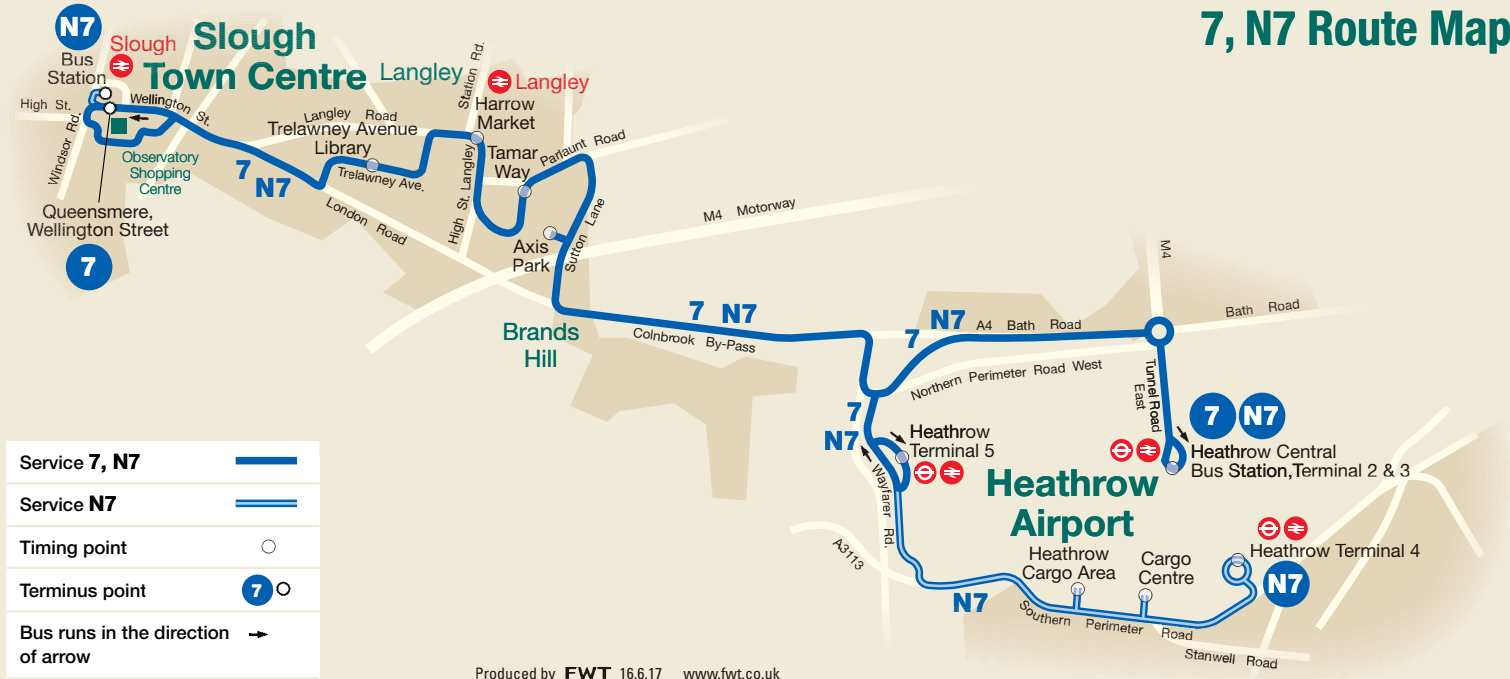 7, N7 Route Map
N7
Bus
Station
Slough
Slough
Town Centre
High St.
Wellington St.
Windsor Rd.
Observatory
Shopping
Centre
Queensmere,
Wellington Street
7
7
N7
Langley
Langley
Station Rd.
Harrow
Market
Langley Road
Trelawney Avenue
Library
Trelawney Ave.
London Road
High St. Langley
Tamar
Way
Parlaunt Road
Axis
Park
Sutton Lane
M4 Motorway
Brands
Hill
7 N7
Colnbrook By-Pass
7
N7
A4 Bath Road
M4
Bath Road
Northern Perimeter Road West
Tunnel Road
East
7
N7
Heathrow
Terminal 5
Wayfarer Rd.
7 N7
Heathrow Central
Bus Station,Terminal 2 & 3
Heathrow
Airport
A3113
N7
Heathrow
Cargo Area
Cargo
Centre
Heathrow Terminal 4
N7
Southern Perimeter Road
Stanwell Road
Service 7, N7
Service N7
Timing point
Terminus point 7
Bus runs in the direction
of arrow
Produced by FWT 16.6.17 www.fwt.co.uk